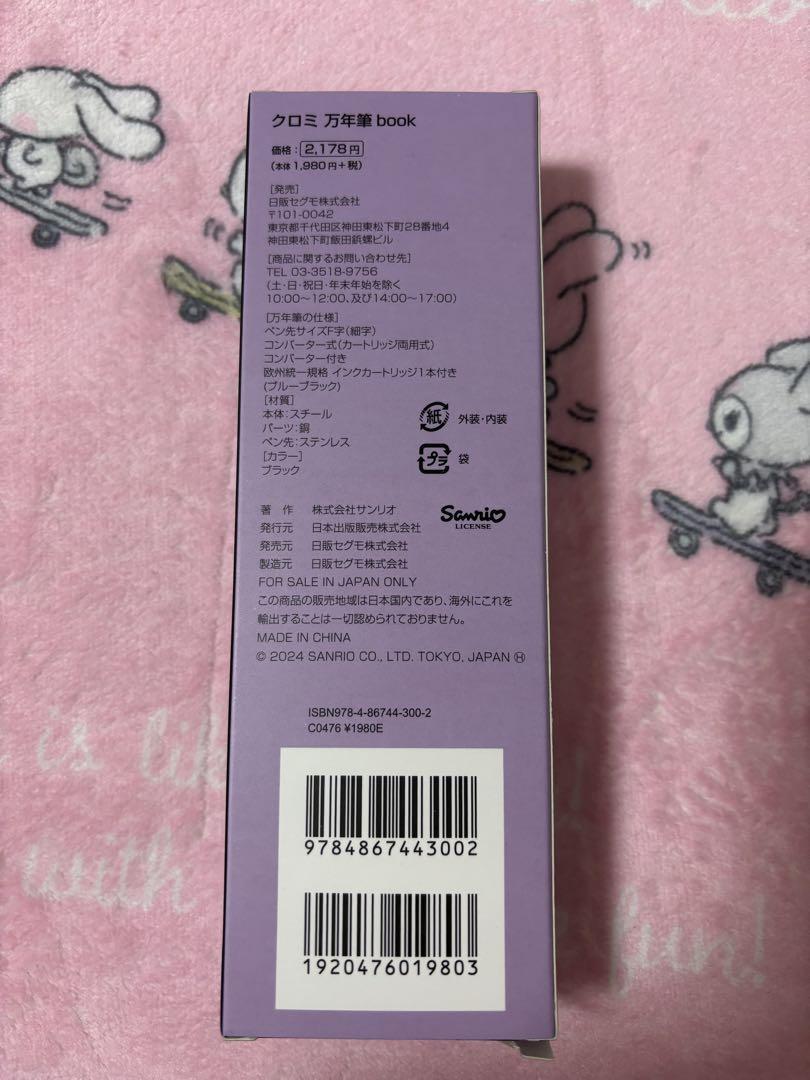 クロミ 万年筆 book
価格：2,178円
（本体 1,980円＋税）
［発売］
日販セグモ株式会社
〒101-0042
東京都千代田区神田東松下町28番地4
神田東松下町飯田鋲螺ビル
［商品に関するお問い合わせ先］
TEL 03-3518-9756
（土・日・祝日・年末年始を除く
10:00～12:00、及び14:00～17:00）
［万年筆の仕様］
ペン先サイズF字（細字）
コンバーター式（カートリッジ両用式）
コンバーター付き
欧州統一規格 インクカートリッジ1本付き
（ブルーブラック）
［材質］
本体：スチール
パーツ：銅
ペン先：ステンレス
［カラー］
ブラック
紙 外装・内装
プラ 袋
著 作 株式会社サンリオ
発行元 日本出版販売株式会社
発売元 日販セグモ株式会社
製造元 日販セグモ株式会社
Sanrio
LICENSE
FOR SALE IN JAPAN ONLY
この商品の販売地域は日本国内であり、海外にこれを
輸出することは一切認められておりません。
MADE IN CHINA
© 2024 SANRIO CO., LTD. TOKYO, JAPAN Ⓗ
ISBN978-4-86744-300-2
C0476 ¥1980E
9784867443002
1920476019803
is lik
with
fun!